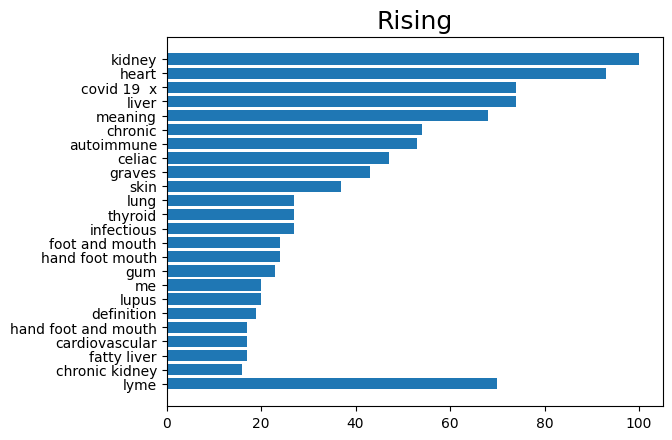 Rising
kidney
heart
covid 19  x
liver
meaning
chronic
autoimmune
celiac
graves
skin
lung
thyroid
infectious
foot and mouth
hand foot mouth
gum
me
lupus
definition
hand foot and mouth
cardiovascular
fatty liver
chronic kidney
lyme
0 20 40 60 80 100